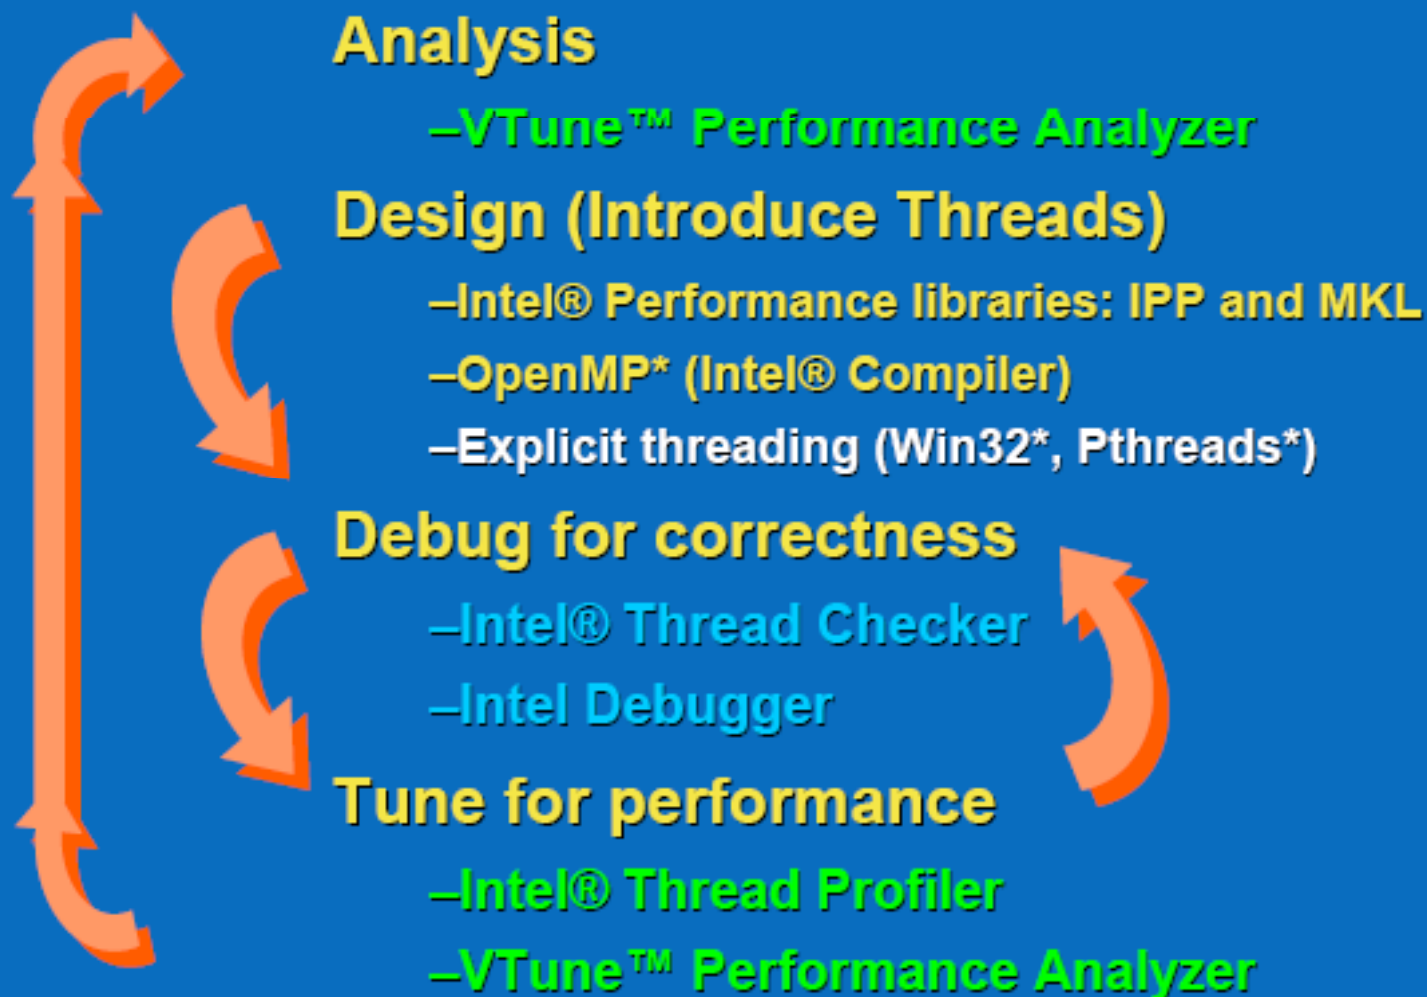 Analysis
–VTune™ Performance Analyzer
Design (Introduce Threads)
–Intel® Performance libraries: IPP and MKL
–OpenMP* (Intel® Compiler)
–Explicit threading (Win32*, Pthreads*)
Debug for correctness
–Intel® Thread Checker
–Intel Debugger
Tune for performance
–Intel® Thread Profiler
–VTune™ Performance Analyzer